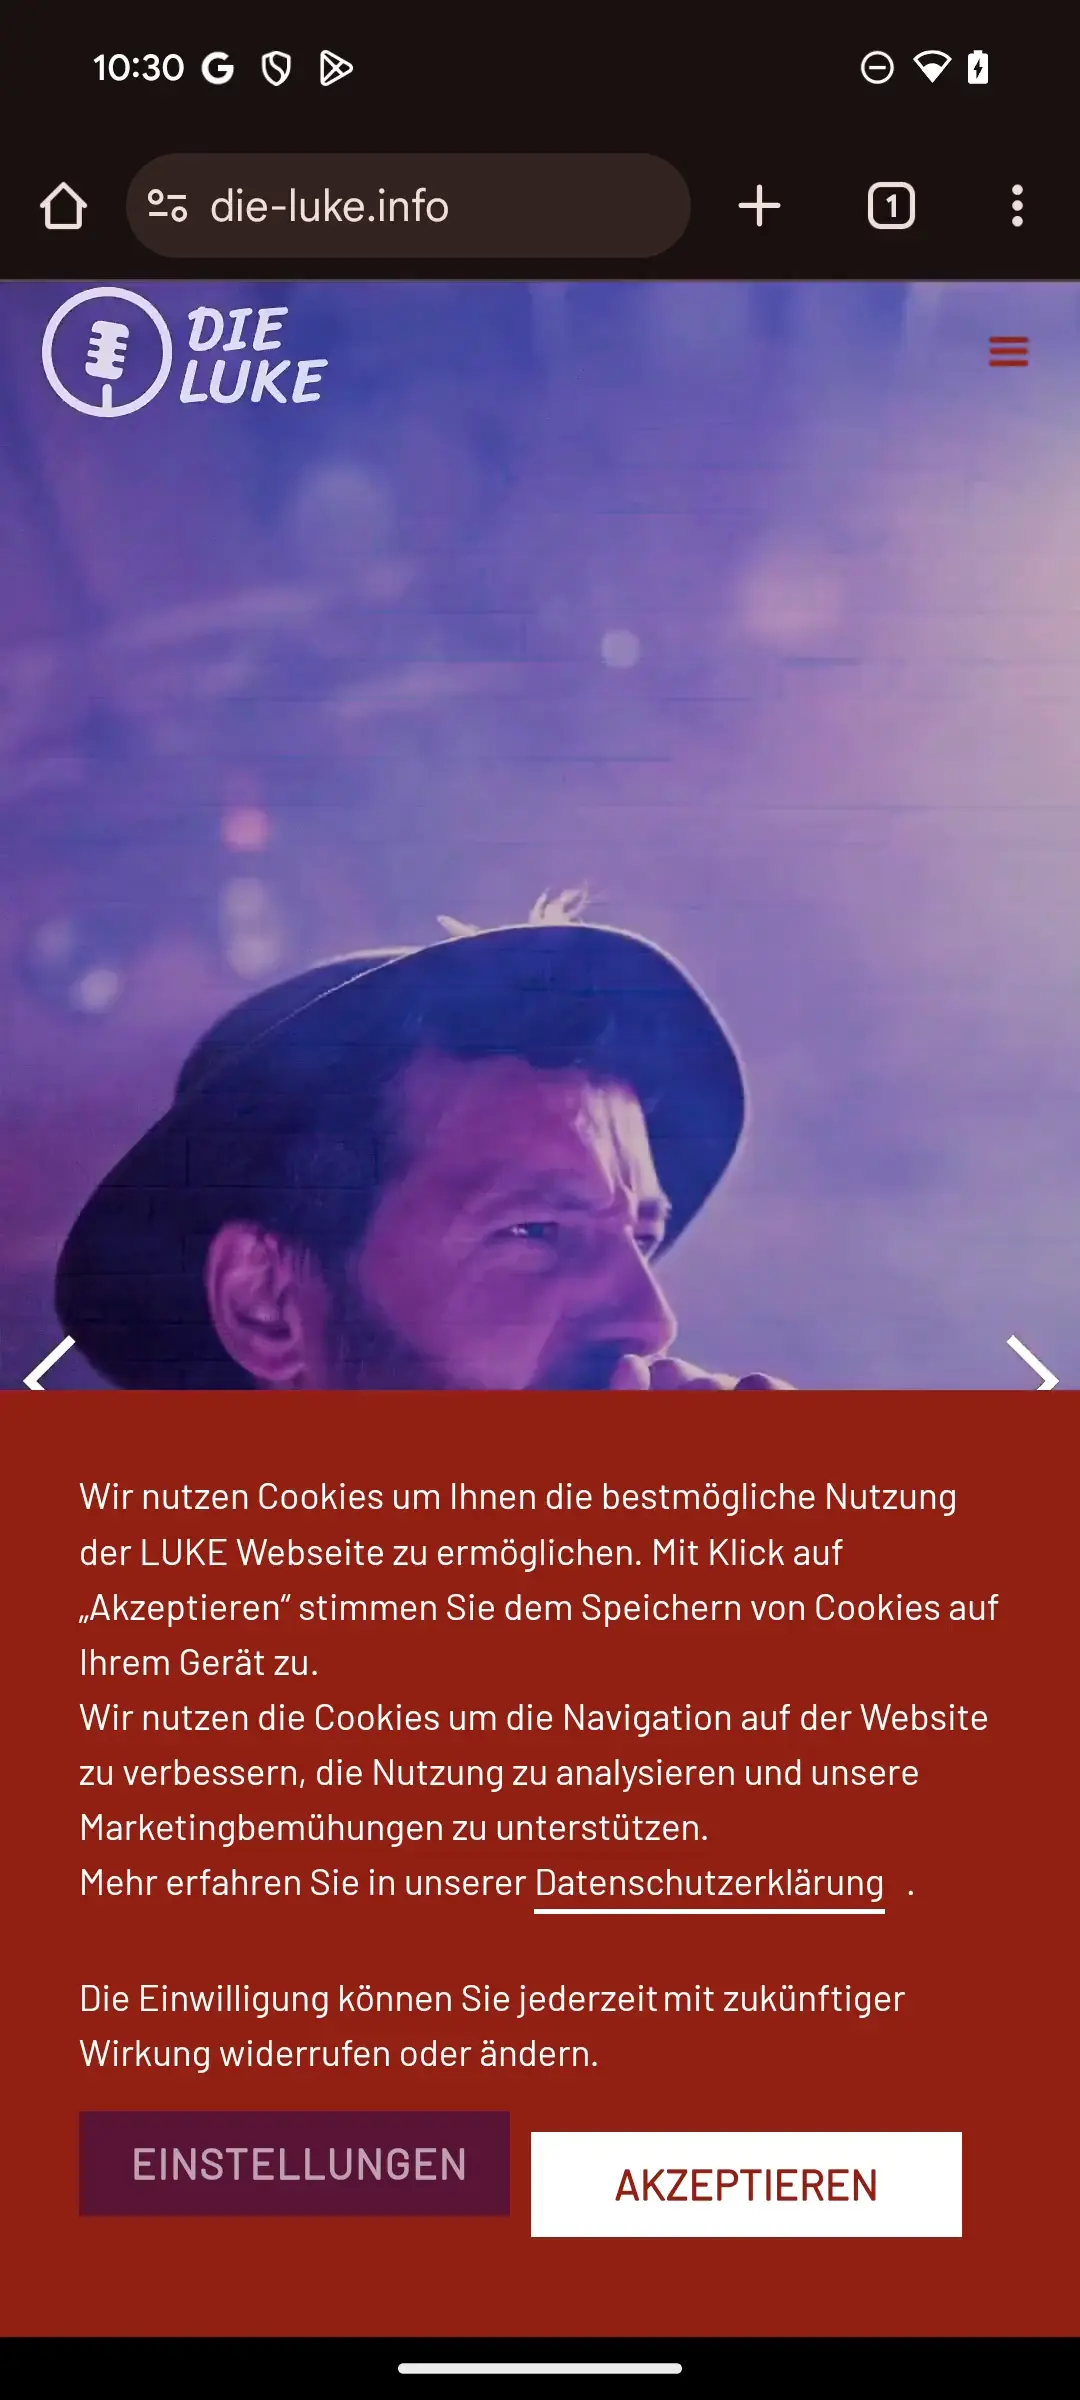 10:30
die-luke.info
1
DIE
LUKE
Wir nutzen Cookies um Ihnen die bestmögliche Nutzung
der LUKE Webseite zu ermöglichen. Mit Klick auf
„Akzeptieren“ stimmen Sie dem Speichern von Cookies auf
Ihrem Gerät zu.
Wir nutzen die Cookies um die Navigation auf der Website
zu verbessern, die Nutzung zu analysieren und unsere
Marketingbemühungen zu unterstützen.
Mehr erfahren Sie in unserer Datenschutzerklärung .
Die Einwilligung können Sie jederzeit mit zukünftiger
Wirkung widerrufen oder ändern.
EINSTELLUNGEN
AKZEPTIEREN